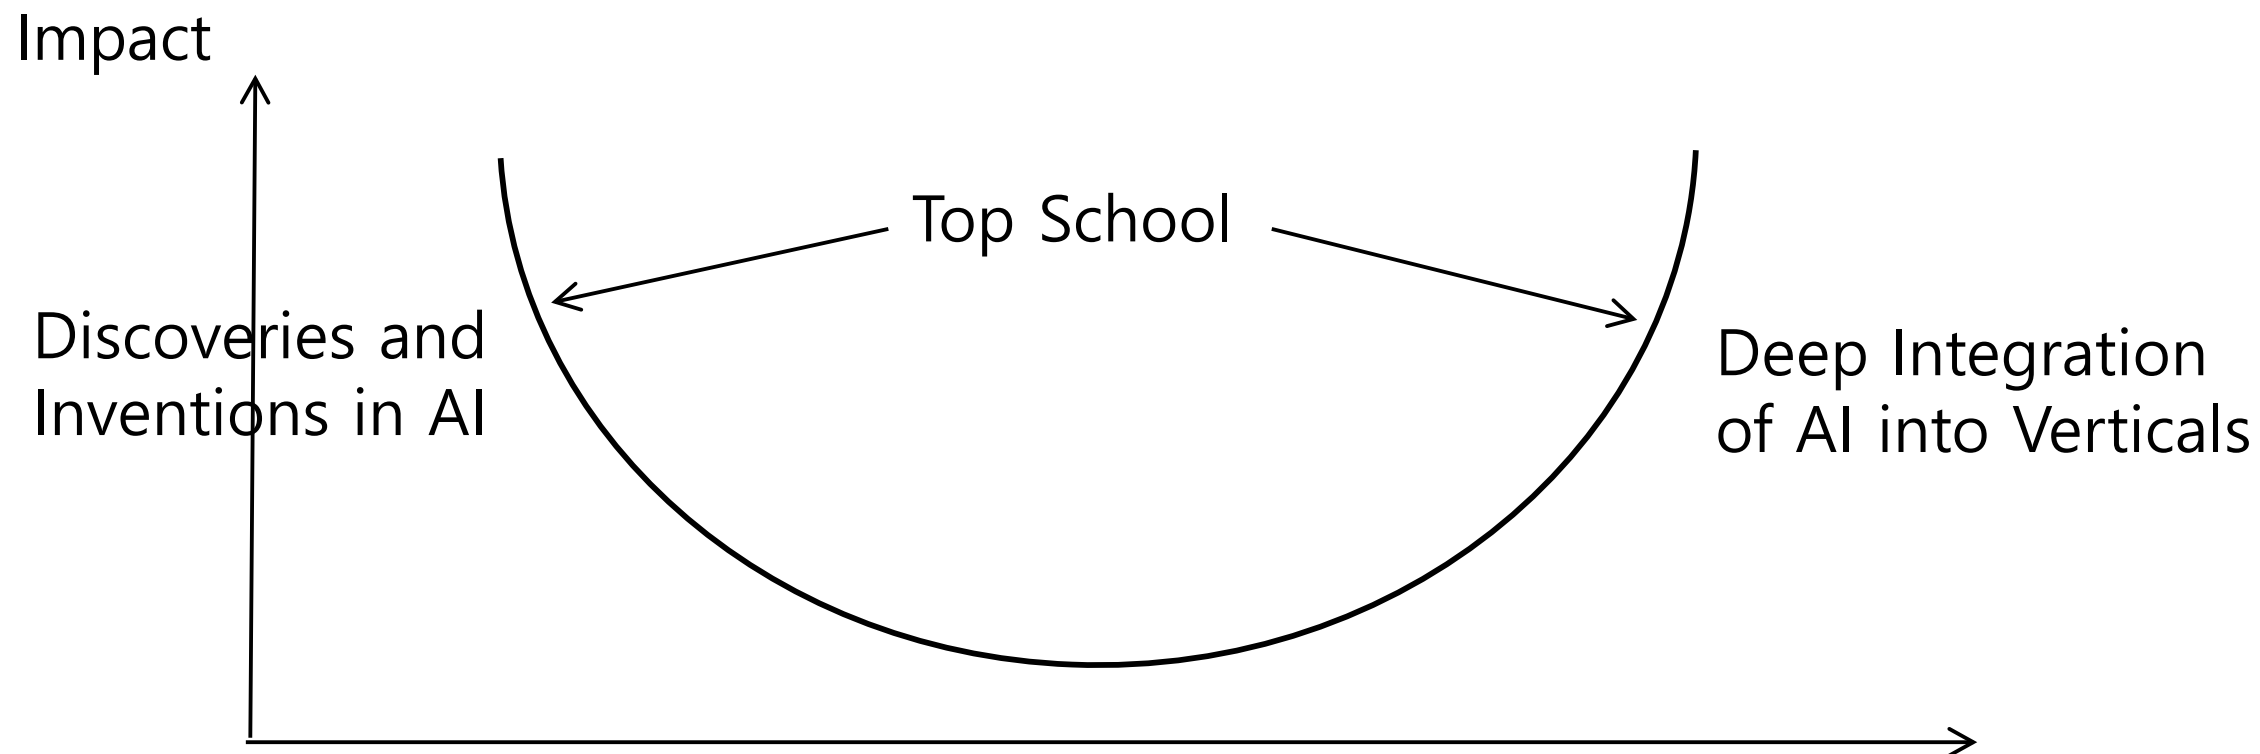 Impact
Top School
Discoveries and
Inventions in AI
Deep Integration
of AI into Verticals